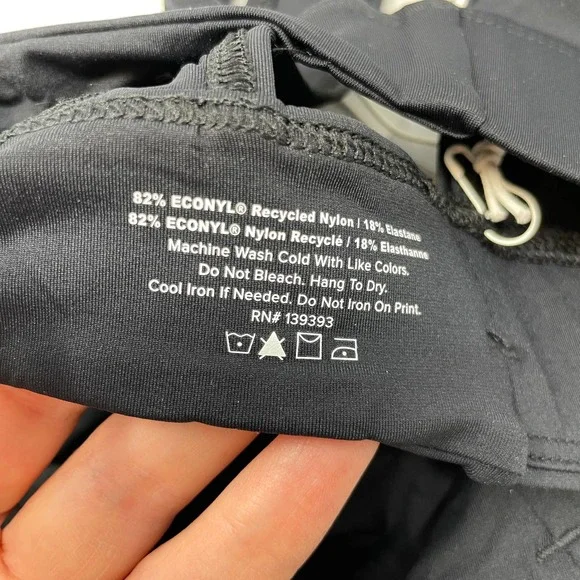 82% ECONYL® Recycled Nylon / 18% Elastane
82% ECONYL® Nylon Recyclé / 18% Elasthanne
Machine Wash Cold With Like Colors.
Do Not Bleach. Hang To Dry.
Cool Iron If Needed. Do Not Iron On Print.
RN# 139393